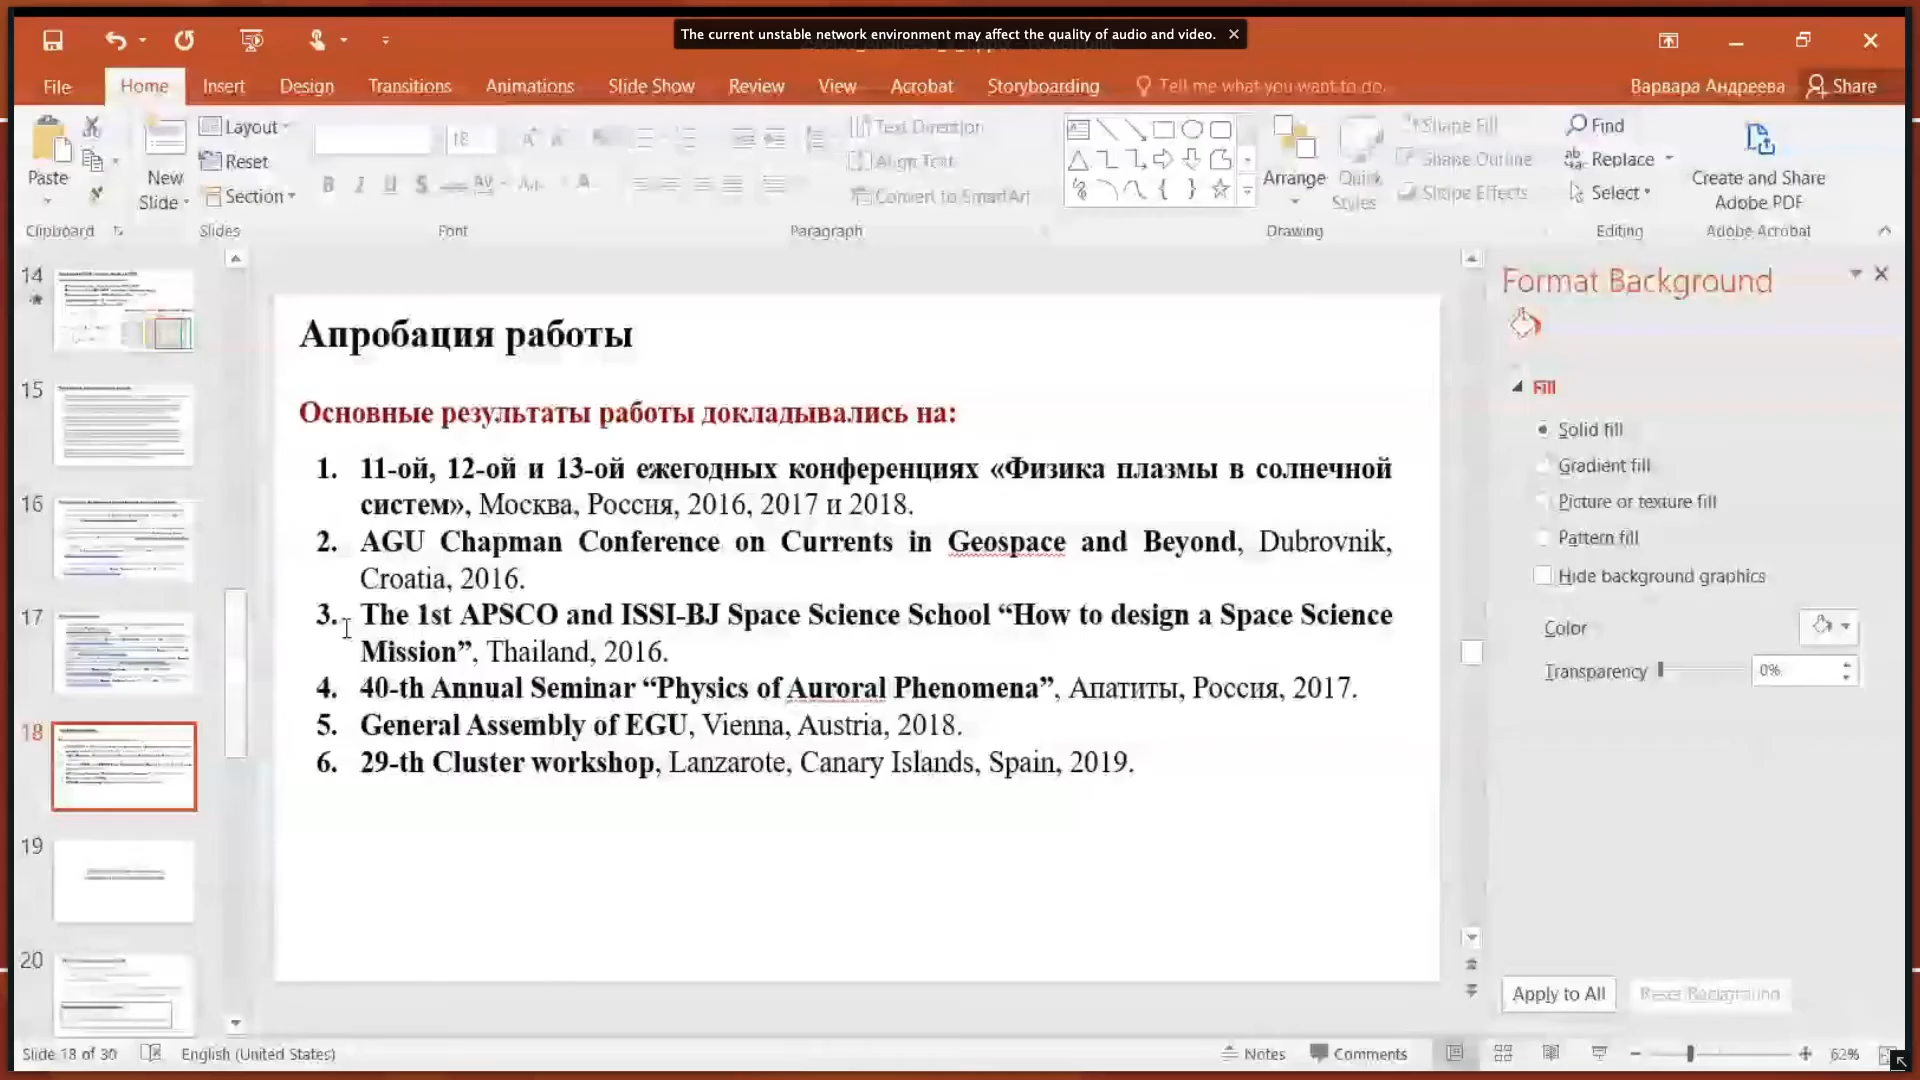 The current unstable network environment may affect the quality of audio and video.
File Home Insert Design Transitions Animations Slide Show Review View Acrobat Storyboarding Tell me what you want to do. Варвара Андреева Share
Paste
Clipboard
New Slide
Layout
Reset
Section
Slides
18
Font
Text Direction
Align Text
Convert to SmartArt
Paragraph
Arrange
Quick Styles
Shape Fill
Shape Outline
Shape Effects
Drawing
Find
Replace
Select
Editing
Create and Share
Adobe PDF
Adobe Acrobat
14
15
16
17
18
19
20
Апробация работы
Основные результаты работы докладывались на:
1. 11-ой, 12-ой и 13-ой ежегодных конференциях «Физика плазмы в солнечной
систем», Москва, Россия, 2016, 2017 и 2018.
2. AGU Chapman Conference on Currents in Geospace and Beyond, Dubrovnik,
Croatia, 2016.
3. The 1st APSCO and ISSI-BJ Space Science School “How to design a Space Science
Mission”, Thailand, 2016.
4. 40-th Annual Seminar “Physics of Auroral Phenomena”, Апатиты, Россия, 2017.
5. General Assembly of EGU, Vienna, Austria, 2018.
6. 29-th Cluster workshop, Lanzarote, Canary Islands, Spain, 2019.
Format Background
Fill
Solid fill
Gradient fill
Picture or texture fill
Pattern fill
Hide background graphics
Color
Transparency 0%
Apply to All Reset Background
Slide 18 of 30 English (United States) Notes Comments 62%